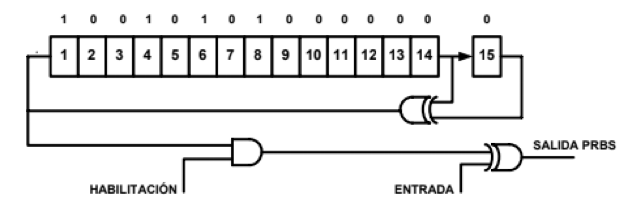 1 0 0 1 0 1 0 1 0 0 0 0 0 0 0
1 2 3 4 5 6 7 8 9 10 11 12 13 14 15
SALIDA PRBS
HABILITACIÓN ENTRADA